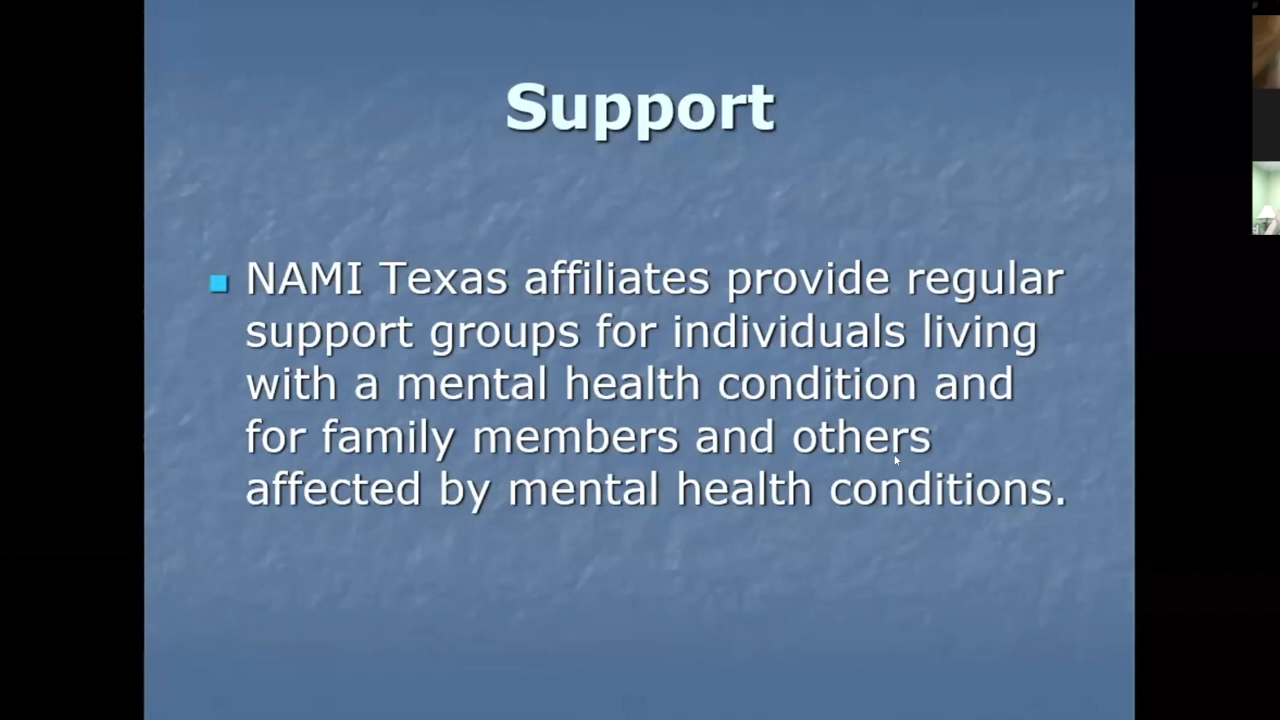 Support
NAMI Texas affiliates provide regular
support groups for individuals living
with a mental health condition and
for family members and others
affected by mental health conditions.